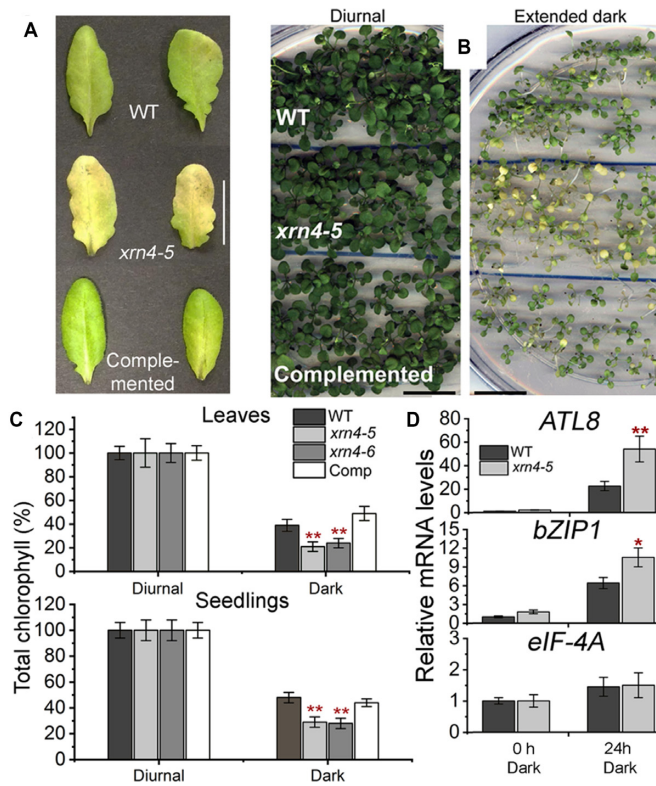 A
WT
xrn4-5
Comple-
mented
Diurnal
WT
xrn4-5
Complemented
B
Extended dark
C
Leaves
WT
xrn4-5
xrn4-6
Comp
Total chlorophyll (%)
120
100
80
60
40
20
0
** **
Diurnal
Dark
Seedlings
120
100
80
60
40
20
0
** **
Diurnal
Dark
D
ATL8
WT
xrn4-5
Relative mRNA levels
80
60
40
20
0
**
bZIP1
15
12
9
6
3
0
*
eIF-4A
3
2
1
0
0 h
Dark
24h
Dark